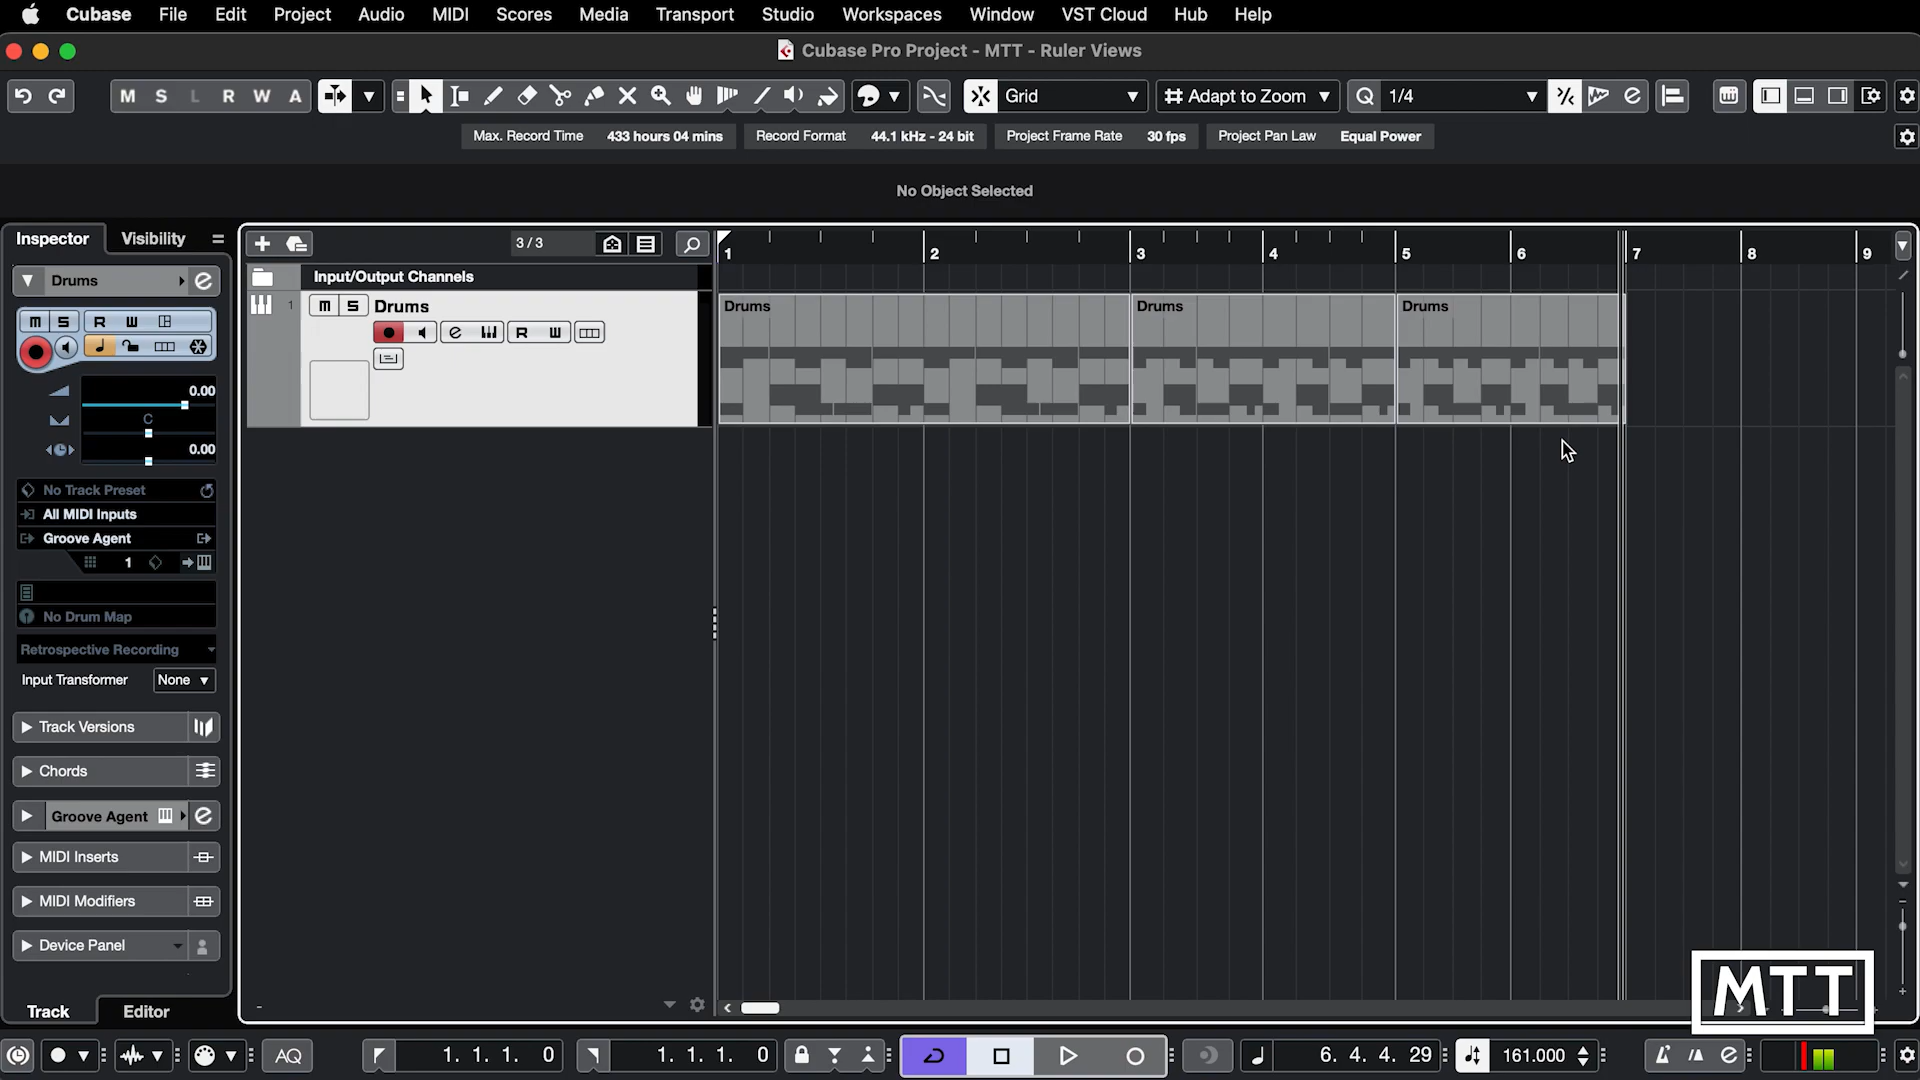 Cubase File Edit Project Audio MIDI Scores Media Transport Studio Workspaces Window VST Cloud Hub Help
Cubase Pro Project - MTT - Ruler Views
M S L R W A Grid Adapt to Zoom Q 1/4
Max. Record Time 433 hours 04 mins Record Format 44.1 kHz - 24 bit Project Frame Rate 30 fps Project Pan Law Equal Power
No Object Selected
Inspector Visibility 3 / 3 1 2 3 4 5 6 7 8 9
Drums Input/Output Channels
1 m S Drums Drums Drums Drums
m S R W
R W
0.00
C
0.00
No Track Preset
All MIDI Inputs
Groove Agent
1
No Drum Map
Retrospective Recording
Input Transformer None
Track Versions
Chords
Groove Agent
MIDI Inserts
MIDI Modifiers
Device Panel
MTT
Track Editor
AQ 1. 1. 1. 0 1. 1. 1. 0 6. 4. 4. 29 161.000